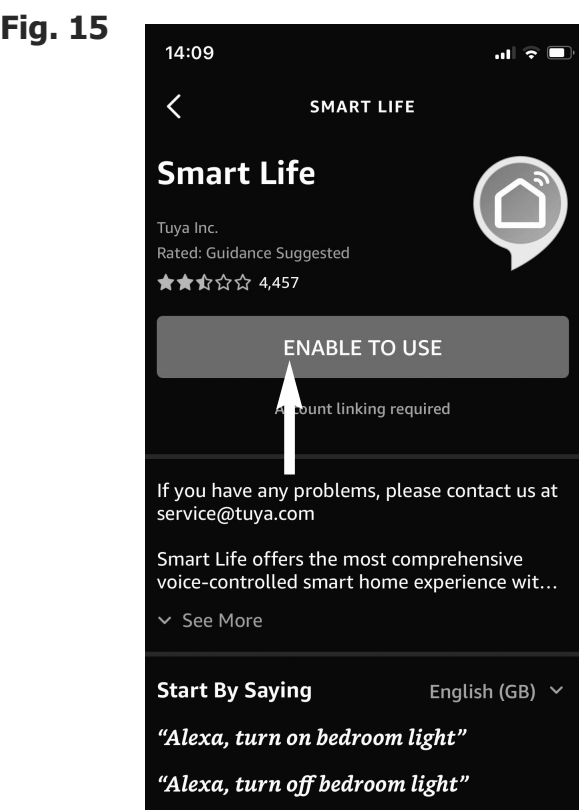 Fig. 15
14:09
SMART LIFE
Smart Life
Tuya Inc.
Rated: Guidance Suggested
4,457
ENABLE TO USE
Account linking required
If you have any problems, please contact us at
service@tuya.com
Smart Life offers the most comprehensive
voice-controlled smart home experience wit...
See More
Start By Saying English (GB)
“Alexa, turn on bedroom light”
“Alexa, turn off bedroom light”